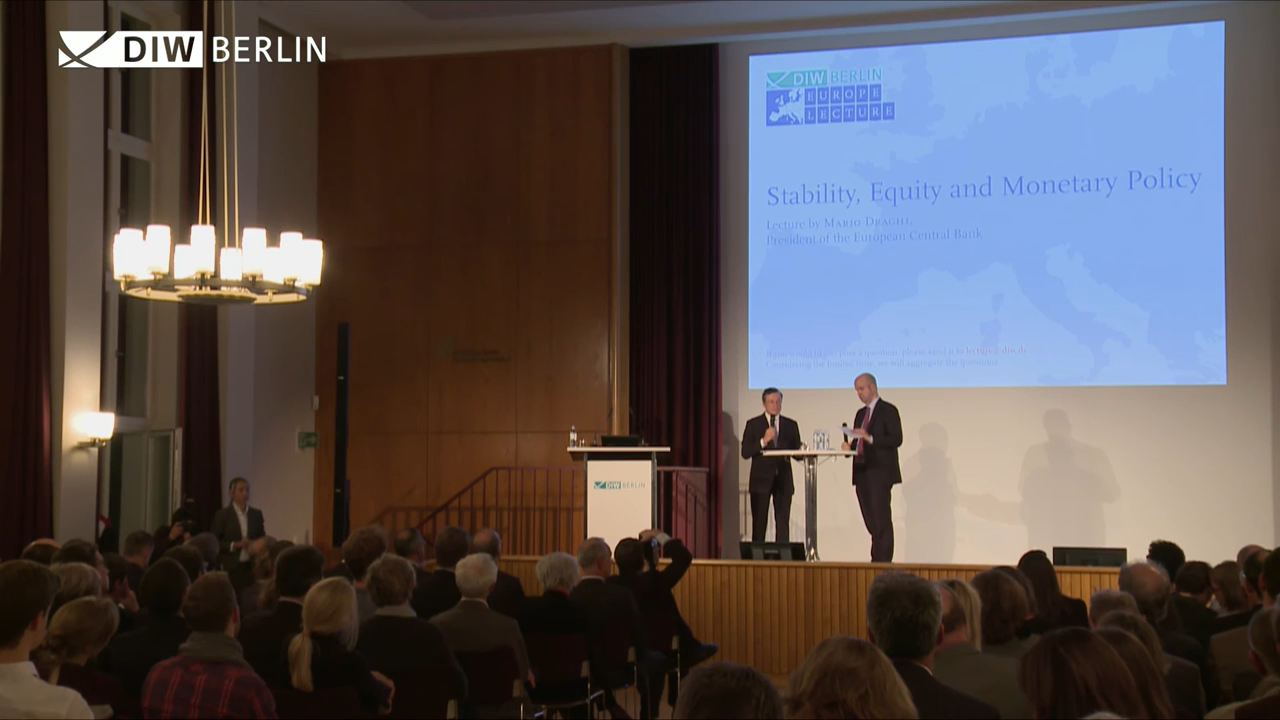 DIW BERLIN
DIW BERLIN
EUROPE
LECTURE
Stability, Equity and Monetary Policy
Lecture by MARIO DRAGHI,
President of the European Central Bank
DIW BERLIN